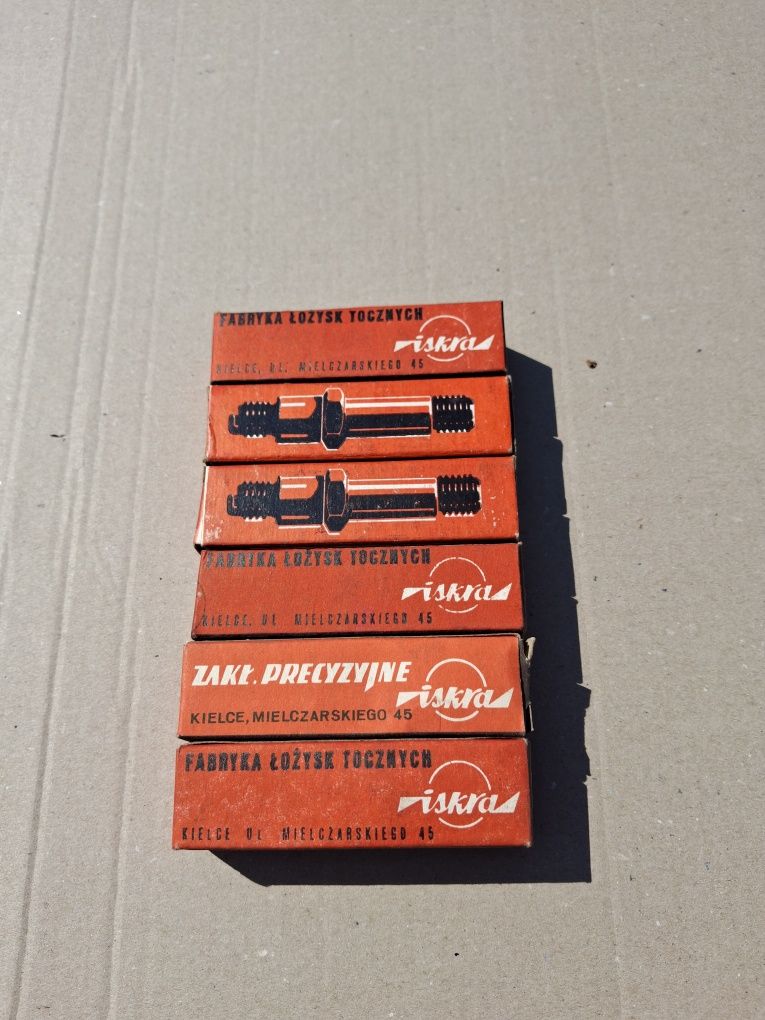 FABRYKA ŁOŻYSK TOCZNYCH
iskra
KIELCE, UL. MIELCZARSKIEGO 45
FABRYKA ŁOŻYSK TOCZNYCH
iskra
KIELCE, UL. MIELCZARSKIEGO 45
ZAKŁ. PRECYZYJNE
iskra
KIELCE, MIELCZARSKIEGO 45
FABRYKA ŁOŻYSK TOCZNYCH
iskra
KIELCE UL MIELCZARSKIEGO 45